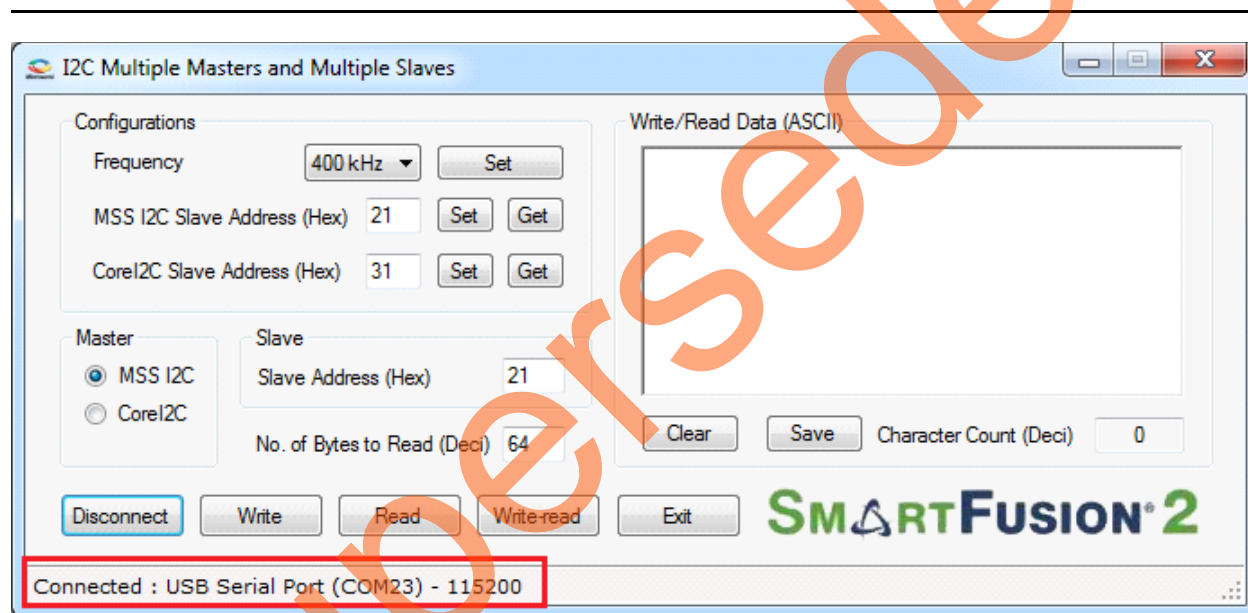 I2C Multiple Masters and Multiple Slaves
Configurations
Frequency 400 kHz Set
MSS I2C Slave Address (Hex) 21 Set Get
CoreI2C Slave Address (Hex) 31 Set Get
Master
MSS I2C
CoreI2C
Slave
Slave Address (Hex) 21
No. of Bytes to Read (Deci) 64
Write/Read Data (ASCII)
Clear Save Character Count (Deci) 0
Disconnect Write Read Write-read Exit
SMARTFUSION® 2
Connected : USB Serial Port (COM23) - 115200